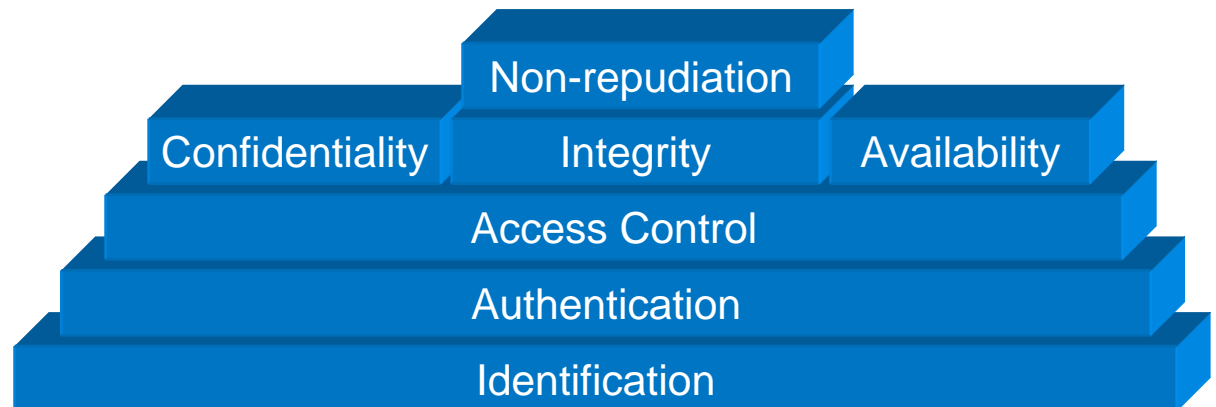 Non-repudiation
Confidentiality Integrity Availability
Access Control
Authentication
Identification